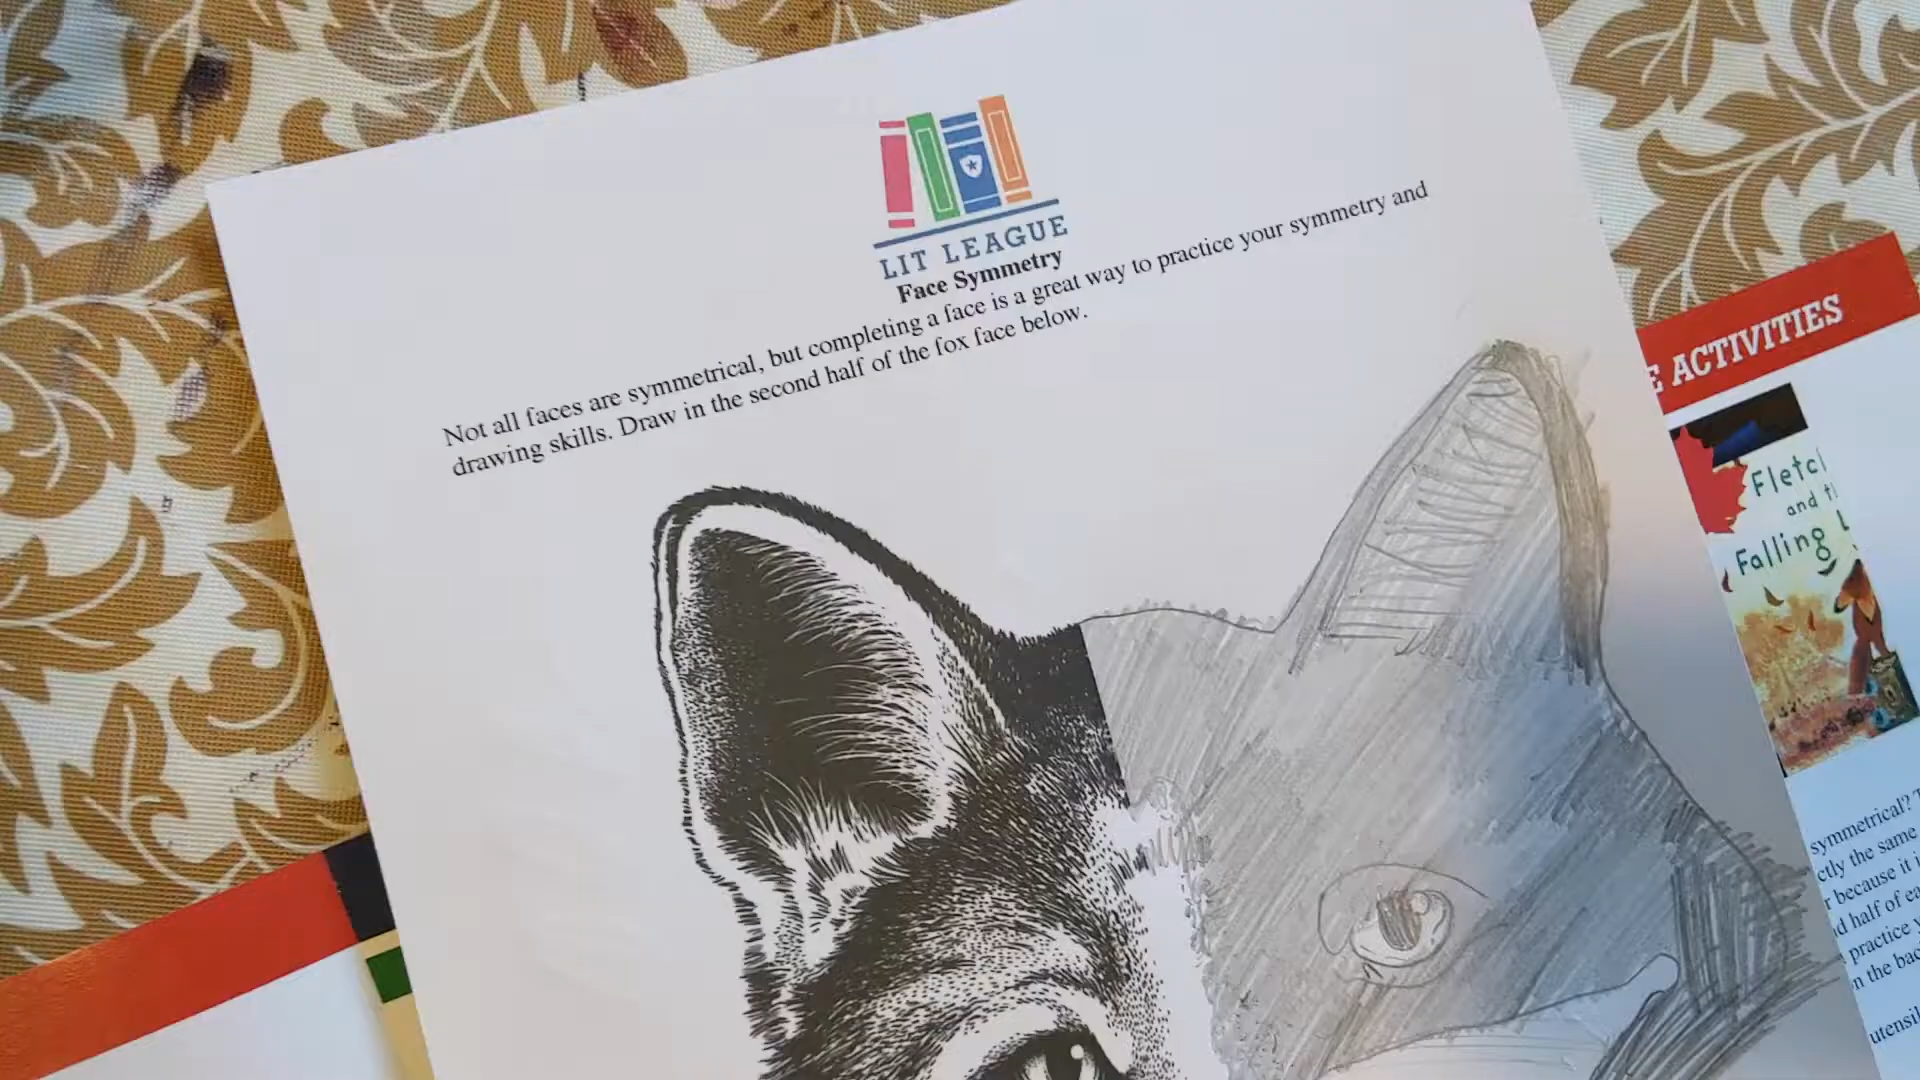 LIT LEAGUE
Face Symmetry
Not all faces are symmetrical, but completing a face is a great way to practice your symmetry and
drawing skills. Draw in the second half of the fox face below.
ACTIVITIES
Fletc
and t
Falling
symmetrical?
ctly the same
because it
half of ea
practice
n the bac
utensil